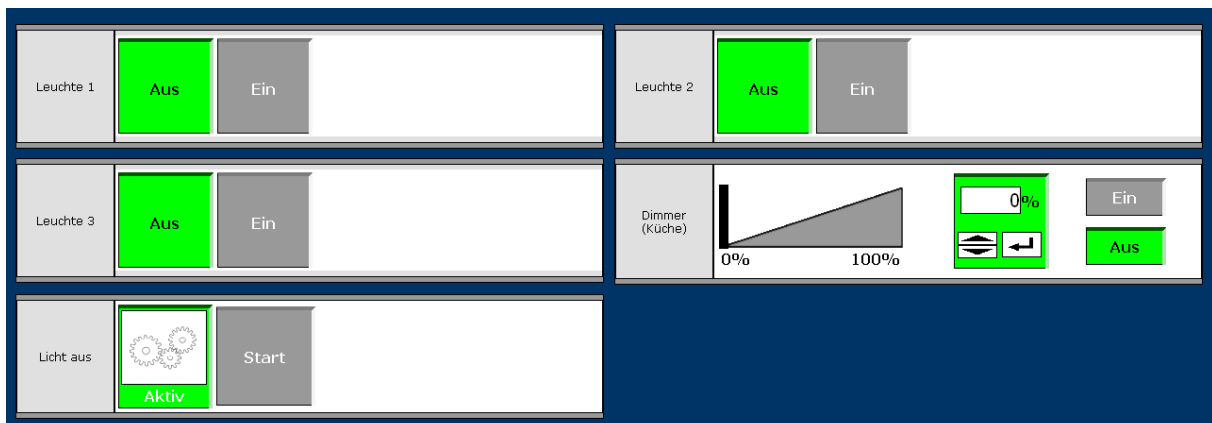 Leuchte 1
Aus
Ein
Leuchte 2
Aus
Ein
Leuchte 3
Aus
Ein
Dimmer
(Küche)
0%
100%
0%
Ein
Aus
Licht aus
Aktiv
Start